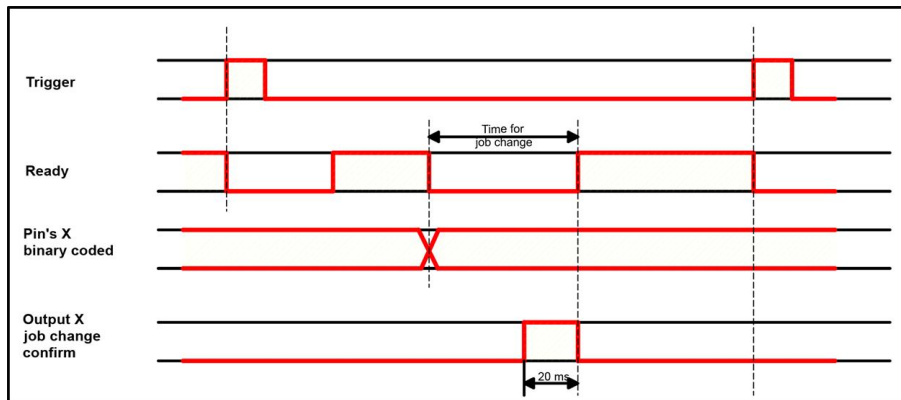 Trigger
Time for
job change
Ready
Pin's X
binary coded
Output X
job change
confirm
20 ms